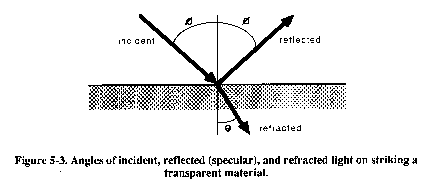 ø ø
incident reflected
θ refracted
Figure 5-3. Angles of incident, reflected (specular), and refracted light on striking a
transparent material.